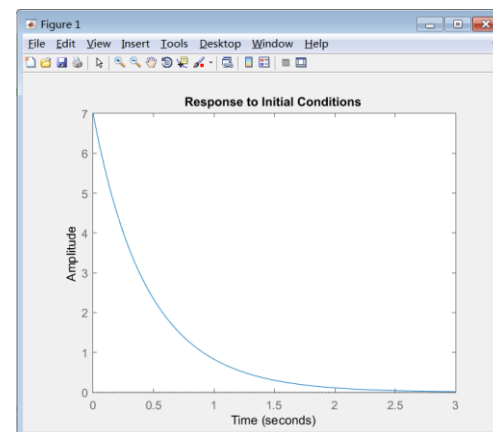 Figure 1
File Edit View Insert Tools Desktop Window Help
Response to Initial Conditions
7
6
5
4
3
2
1
0
Amplitude
0 0.5 1 1.5 2 2.5 3
Time (seconds)